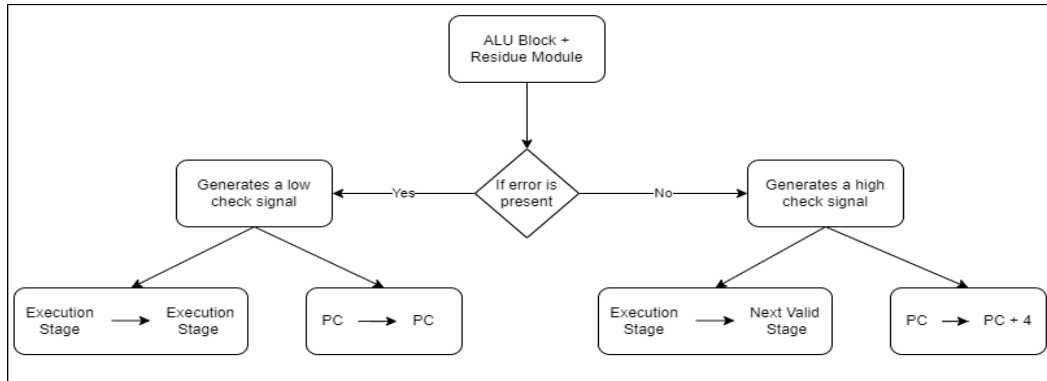 ALU Block +
Residue Module
If error is
present
Yes
No
Generates a low
check signal
Generates a high
check signal
Execution
Stage
Execution
Stage
PC
PC
Execution
Stage
Next Valid
Stage
PC
PC + 4